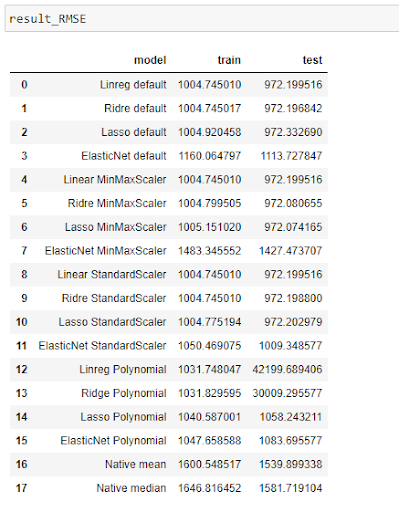 result_RMSE
model train test
0 Linreg default 1004.745010 972.199516
1 Ridre default 1004.745017 972.196842
2 Lasso default 1004.920458 972.332690
3 ElasticNet default 1160.064797 1113.727847
4 Linear MinMaxScaler 1004.745010 972.199516
5 Ridre MinMaxScaler 1004.799505 972.080655
6 Lasso MinMaxScaler 1005.151020 972.074165
7 ElasticNet MinMaxScaler 1483.345552 1427.473707
8 Linear StandardScaler 1004.745010 972.199516
9 Ridre StandardScaler 1004.745010 972.198800
10 Lasso StandardScaler 1004.775194 972.202979
11 ElasticNet StandardScaler 1050.469075 1009.348577
12 Linreg Polynomial 1031.748047 42199.689406
13 Ridge Polynomial 1031.829595 30009.295577
14 Lasso Polynomial 1040.587001 1058.243211
15 ElasticNet Polynomial 1047.658588 1083.695577
16 Native mean 1600.548517 1539.899338
17 Native median 1646.816452 1581.719104